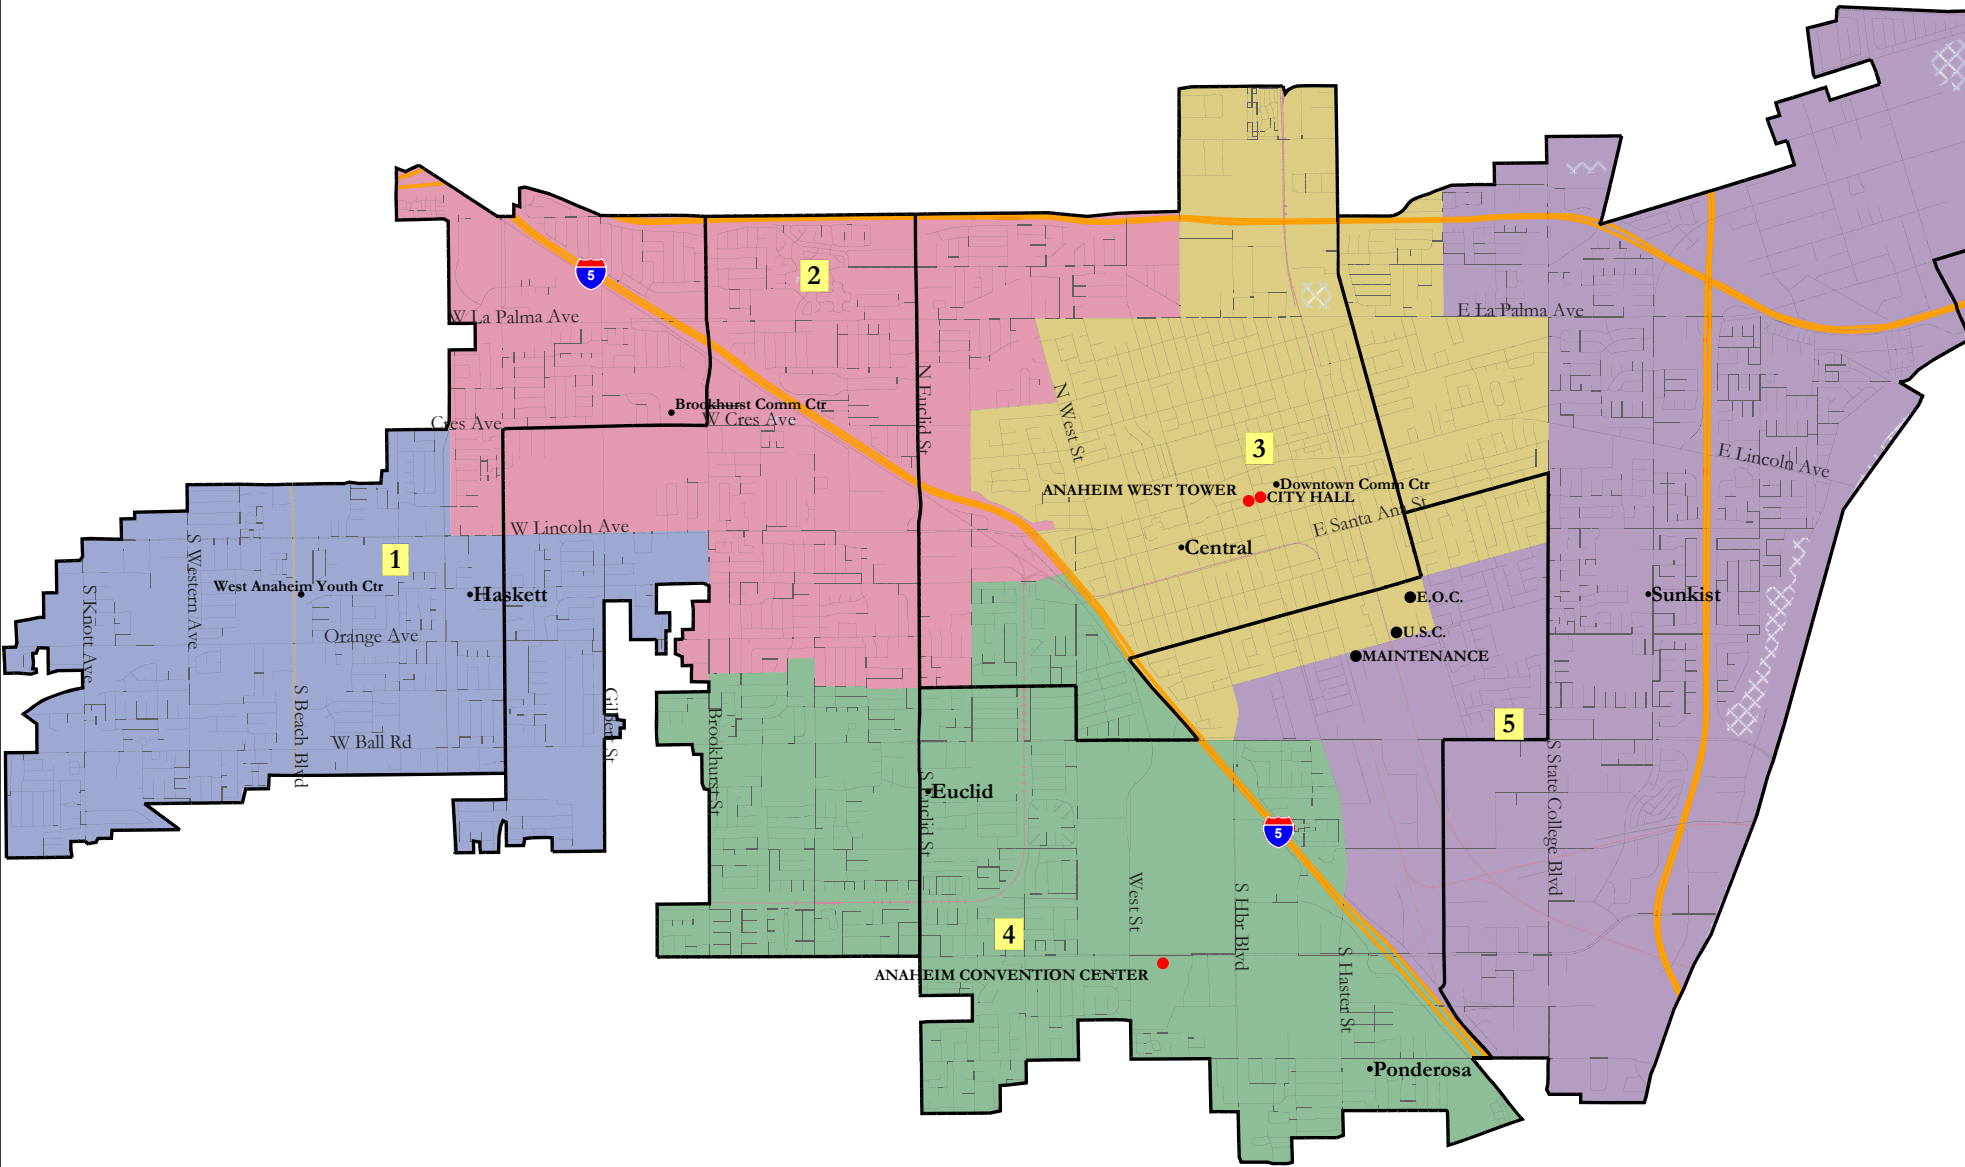 5
2
W La Palma Ave
E La Palma Ave
Brookhurst Comm Ctr
W Cres Ave
Cres Ave
N Euclid St
N West St
3
E Lincoln Ave
Downtown Comm Ctr
ANAHEIM WEST TOWER
CITY HALL
E Santa Ana St
W Lincoln Ave
Central
1
S Western Ave
S Knott Ave
West Anaheim Youth Ctr
Haskett
E.O.C.
Sunkist
Orange Ave
U.S.C.
MAINTENANCE
S Beach Blvd
Gilbert St
Brookhurst St
5
W Ball Rd
S State College Blvd
S Euclid St
Euclid
5
West St
S Hbr Blvd
4
S Haster St
ANAHEIM CONVENTION CENTER
Ponderosa